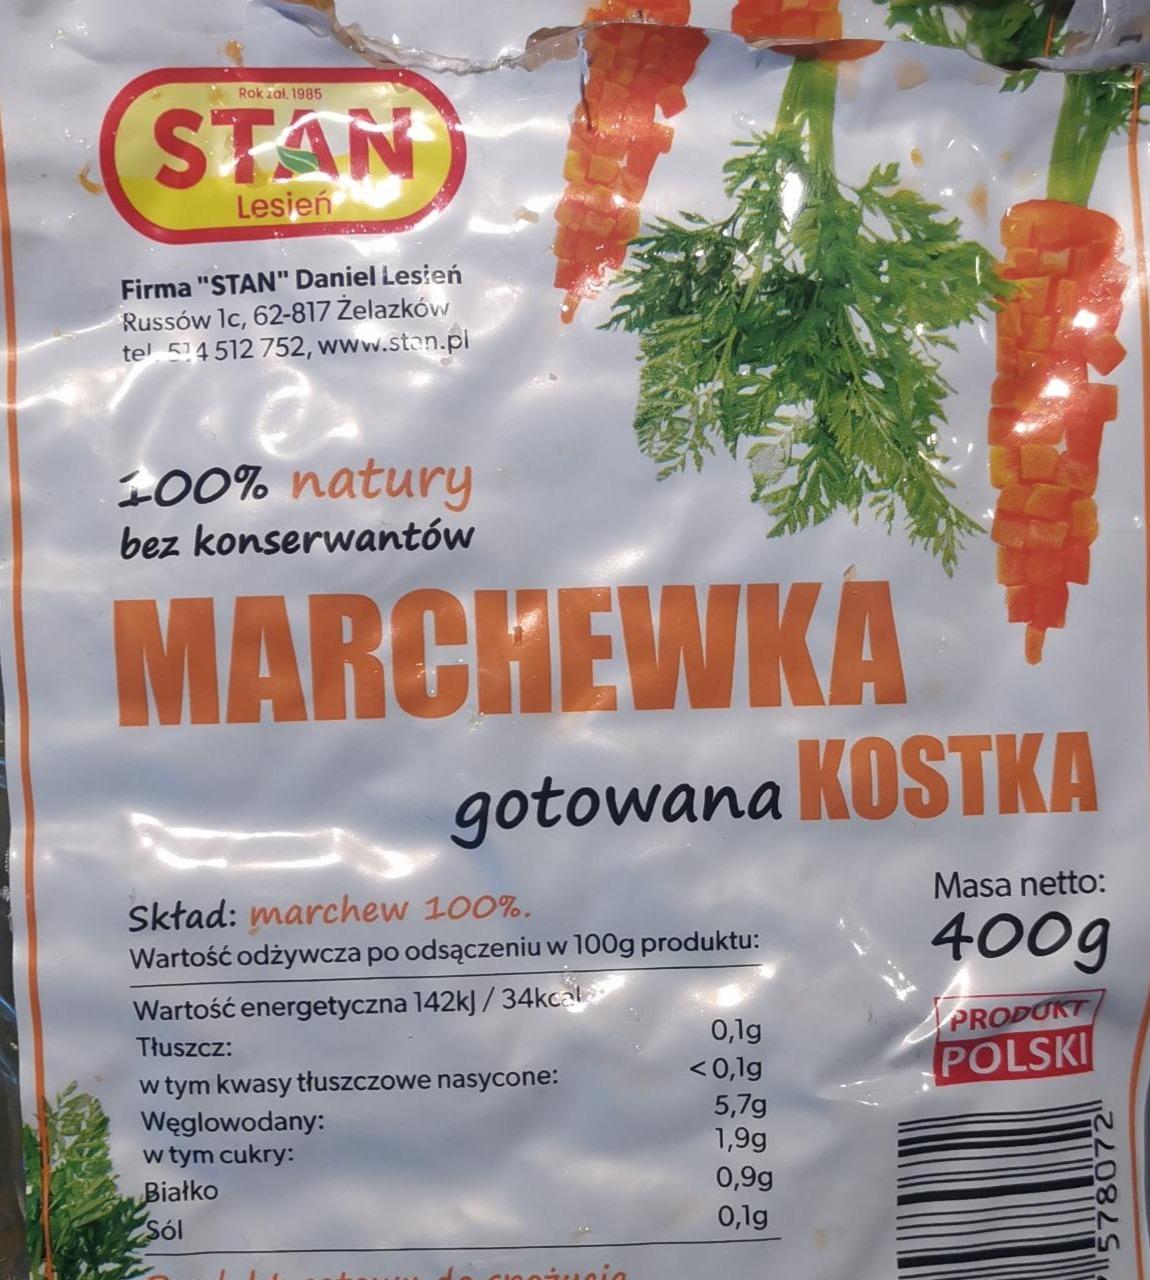 Rok zał. 1985
STAN
Lesień
Firma "STAN" Daniel Lesień
Russów 1c, 62-817 Żelazków
tel. 514 512 752, www.stan.pl
100% natury
bez konserwantów
MARCHEWKA
gotowana KOSTKA
Skład: marchew 100%.
Masa netto:
400g
Wartość odżywcza po odsączeniu w 100g produktu:
Wartość energetyczna 142kJ / 34kcal
Tłuszcz: 0,1g
w tym kwasy tłuszczowe nasycone: <0,1g
Węglowodany: 5,7g
w tym cukry: 1,9g
Białko 0,9g
Sól 0,1g
PRODUKT
POLSKI
578072